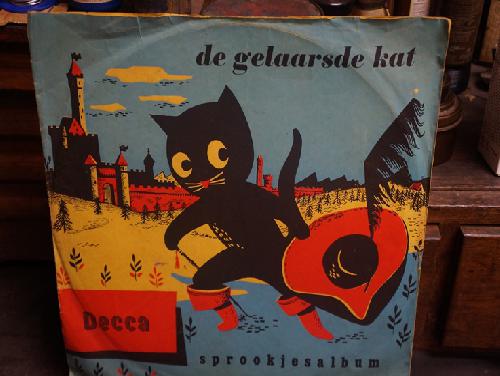 de gelaarsde kat
Decca
sprookjesalbum